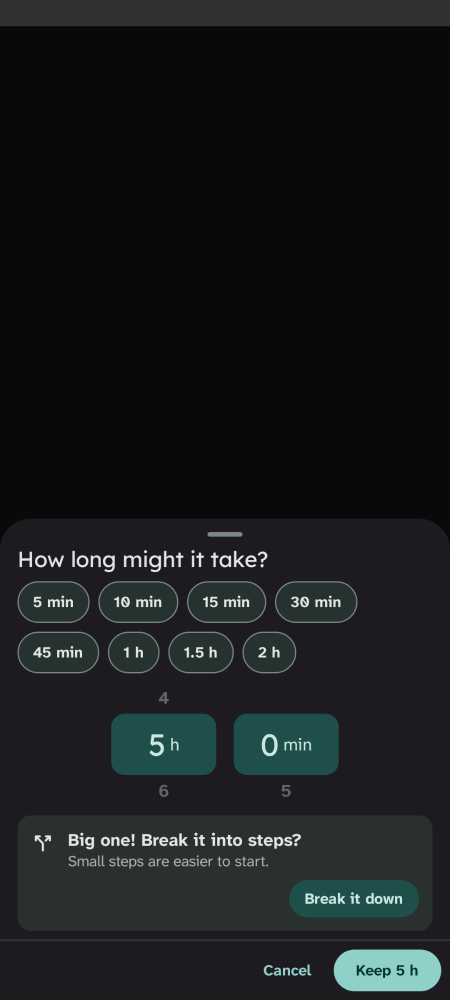 How long might it take?
5 min 10 min 15 min 30 min
45 min 1 h 1.5 h 2 h
4
5 h 0 min
6 5
Big one! Break it into steps?
Small steps are easier to start.
Break it down
Cancel Keep 5 h